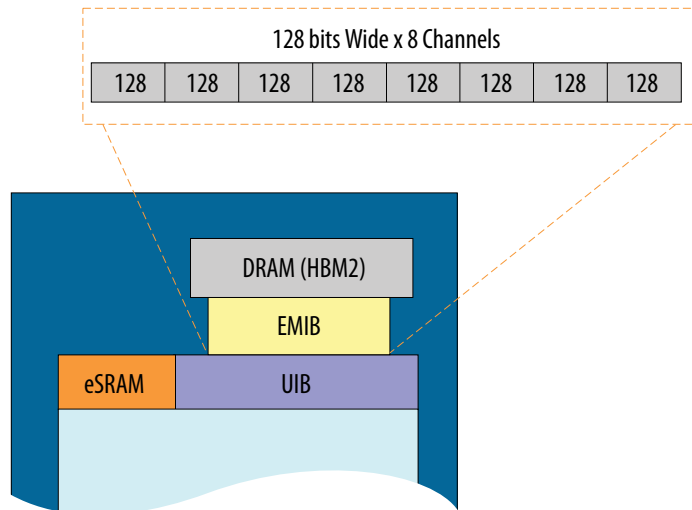 128 bits Wide x 8 Channels
128 128 128 128 128 128 128 128
DRAM (HBM2)
EMIB
eSRAM UIB